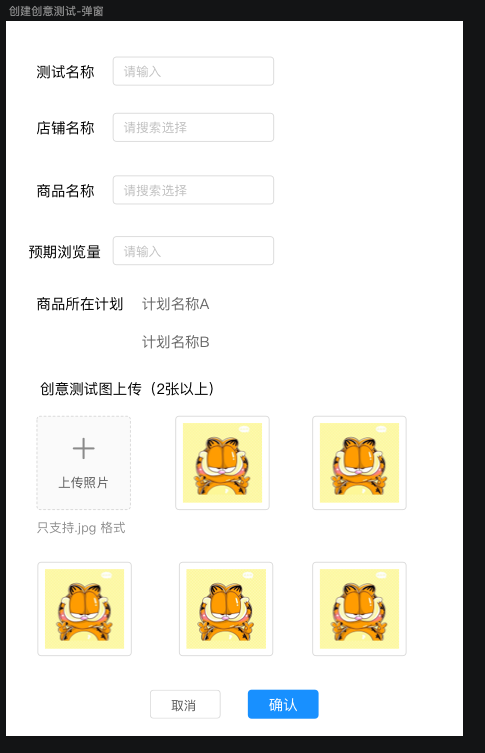 创建创意测试-弹窗
测试名称 请输入
店铺名称 请搜索选择
商品名称 请搜索选择
预期浏览量 请输入
商品所在计划 计划名称A
计划名称B
创意测试图上传（2张以上）
上传照片
只支持.jpg 格式
取消 确认